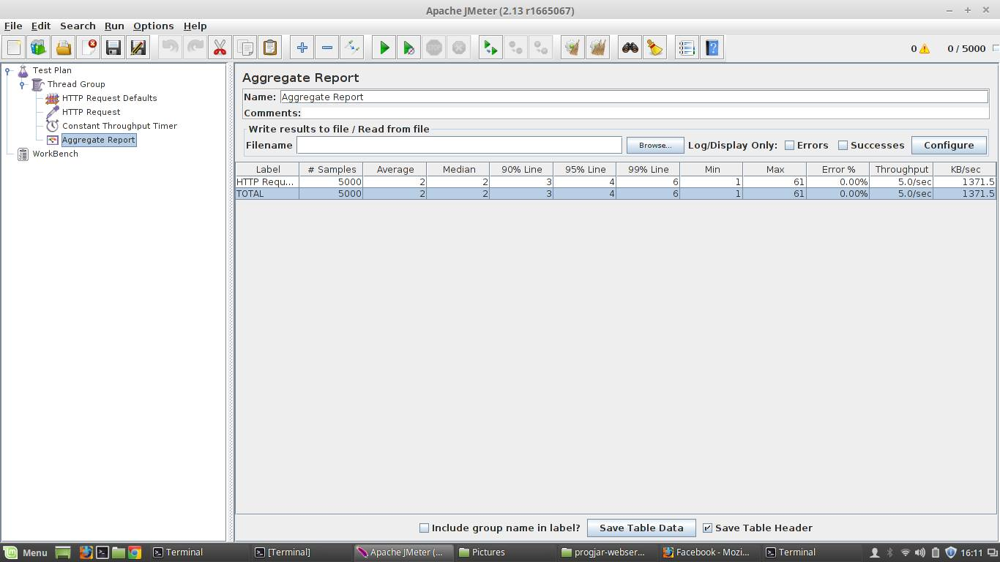 Apache JMeter (2.13 r1665067)
File Edit Search Run Options Help
STOP
0 0 / 5000
Test Plan
Thread Group
HTTP Request Defaults
HTTP Request
Constant Throughput Timer
Aggregate Report
WorkBench
Aggregate Report
Name: Aggregate Report
Comments:
Write results to file / Read from file
Filename Browse... Log/Display Only: Errors Successes Configure
Label # Samples Average Median 90% Line 95% Line 99% Line Min Max Error % Throughput KB/sec
HTTP Requ... 5000 2 2 3 4 6 1 61 0.00% 5.0/sec 1371.5
TOTAL 5000 2 2 3 4 6 1 61 0.00% 5.0/sec 1371.5
Include group name in label? Save Table Data Save Table Header
Menu Terminal [Terminal] Apache JMeter (... Pictures progjar-webser... Facebook - Mozi... Terminal 16:11